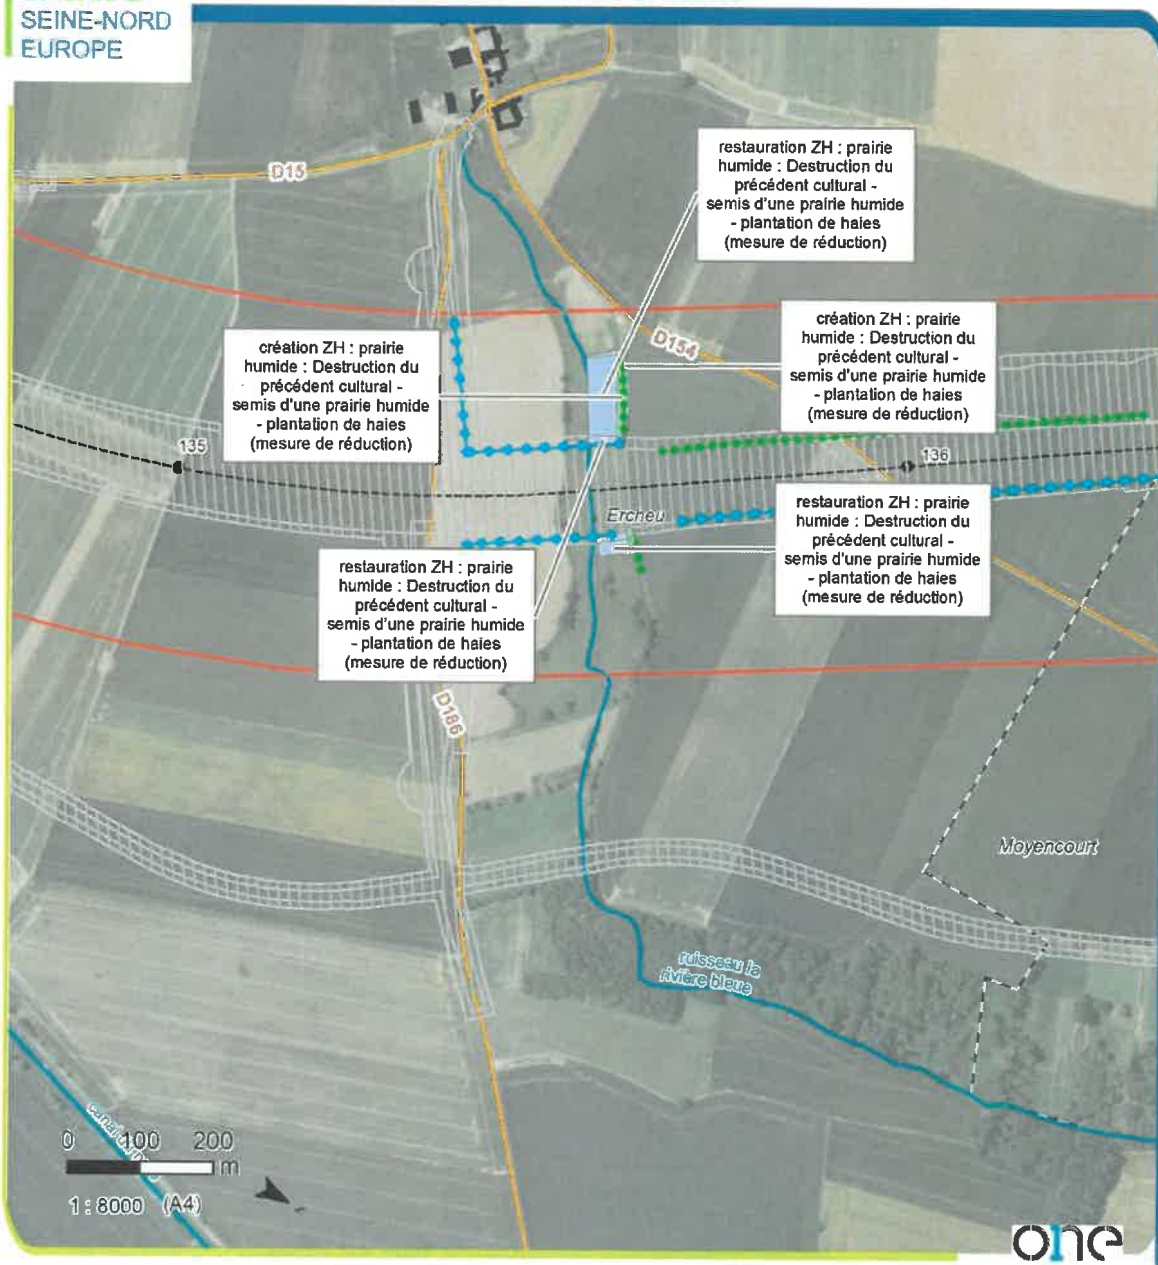 SEINE-NORD
EUROPE
restauration ZH : prairie
humide : Destruction du
précédent cultural -
semis d'une prairie humide
- plantation de haies
(mesure de réduction)
D15
création ZH : prairie
humide : Destruction du
précédent cultural -
semis d'une prairie humide
- plantation de haies
(mesure de réduction)
D154
création ZH : prairie
humide : Destruction du
précédent cultural -
semis d'une prairie humide
- plantation de haies
(mesure de réduction)
135
136
restauration ZH : prairie
humide : Destruction du
précédent cultural -
semis d'une prairie humide
- plantation de haies
(mesure de réduction)
Ercheu
restauration ZH : prairie
humide : Destruction du
précédent cultural -
semis d'une prairie humide
- plantation de haies
(mesure de réduction)
D186
Moyencourt
ruisseau la
rivière bleue
canal
0 100 200
m
1 : 8000 (A4)
one